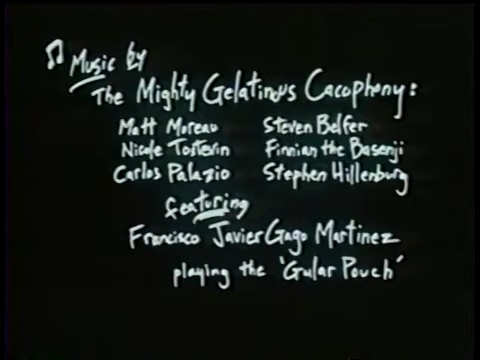 ♫ Music by
The Mighty Gelatinous Cacophony:
Matt Moreau Steven Belfer
Nicole Tostevin Finnian the Basenji
Carlos Palazio Stephen Hillenburg
featuring
Francisco Javier Gago Martinez
playing the 'Gular Pouch'